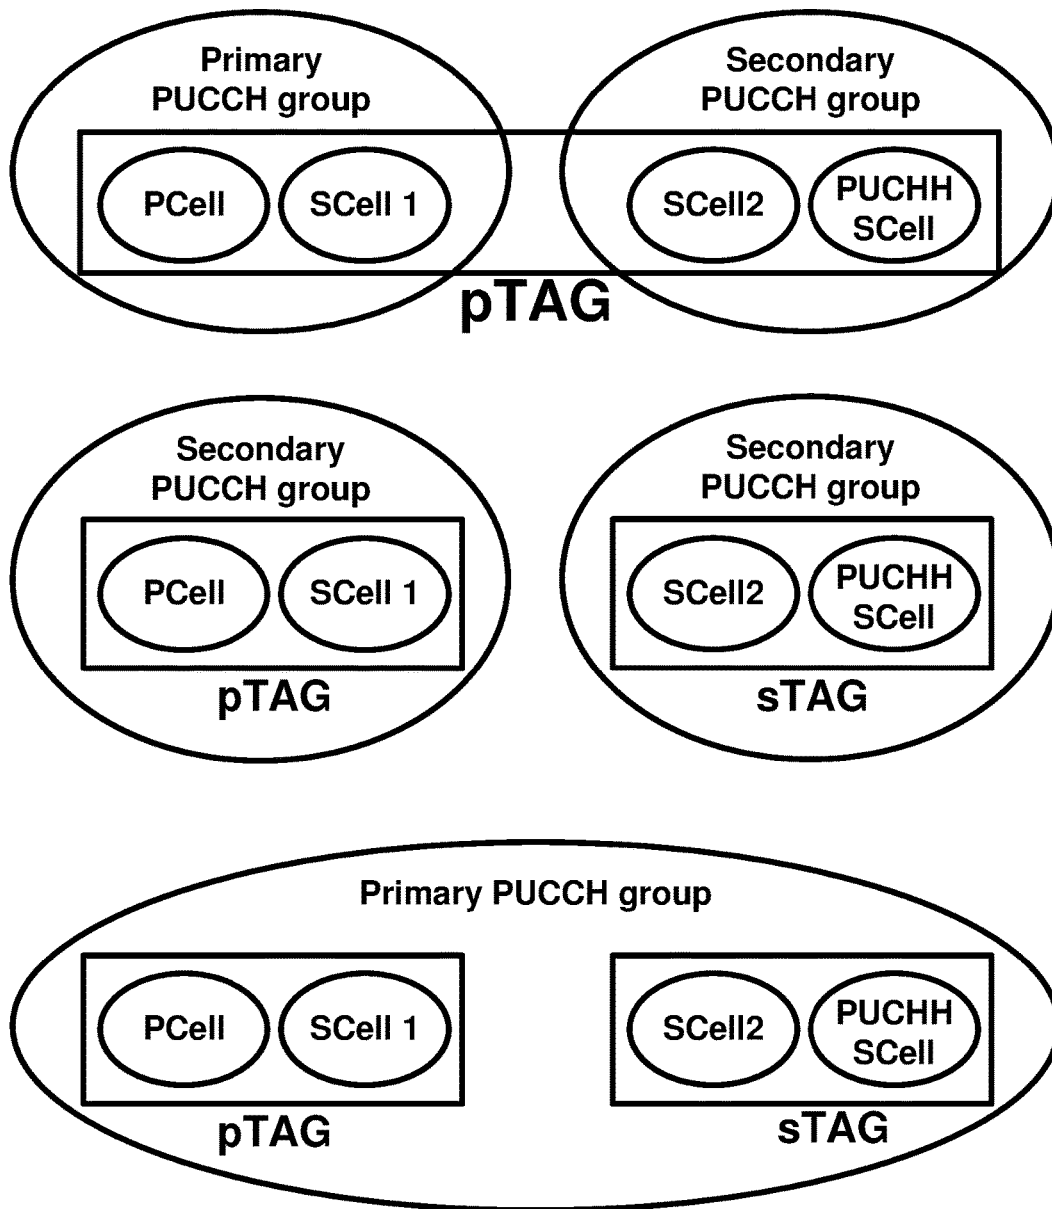 Primary
PUCCH group
Secondary
PUCCH group
PCell
SCell 1
SCell2
PUCHH
SCell
pTAG
Secondary
PUCCH group
Secondary
PUCCH group
PCell
SCell 1
SCell2
PUCHH
SCell
pTAG
sTAG
Primary PUCCH group
PCell
SCell 1
SCell2
PUCHH
SCell
pTAG
sTAG